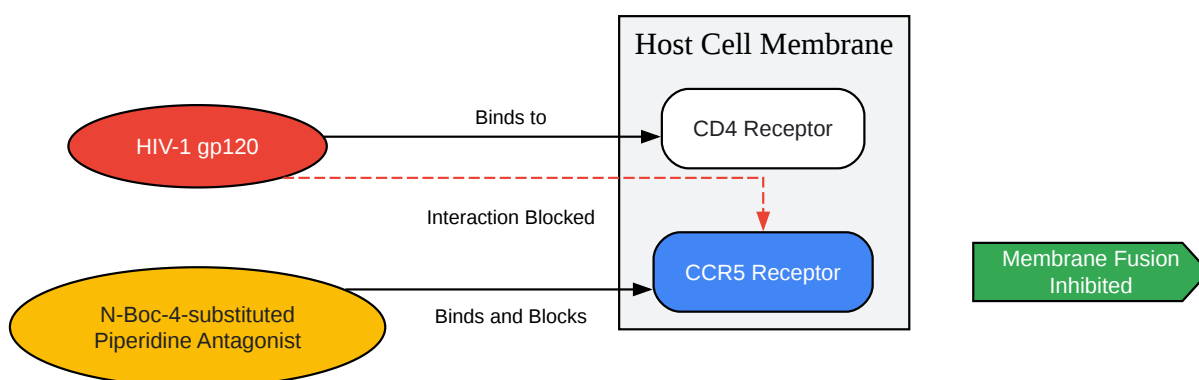 Host Cell Membrane
Binds to
CD4 Receptor
HIV-1 gp120
Interaction Blocked
CCR5 Receptor
Membrane Fusion
Inhibited
N-Boc-4-substituted
Piperidine Antagonist
Binds and Blocks